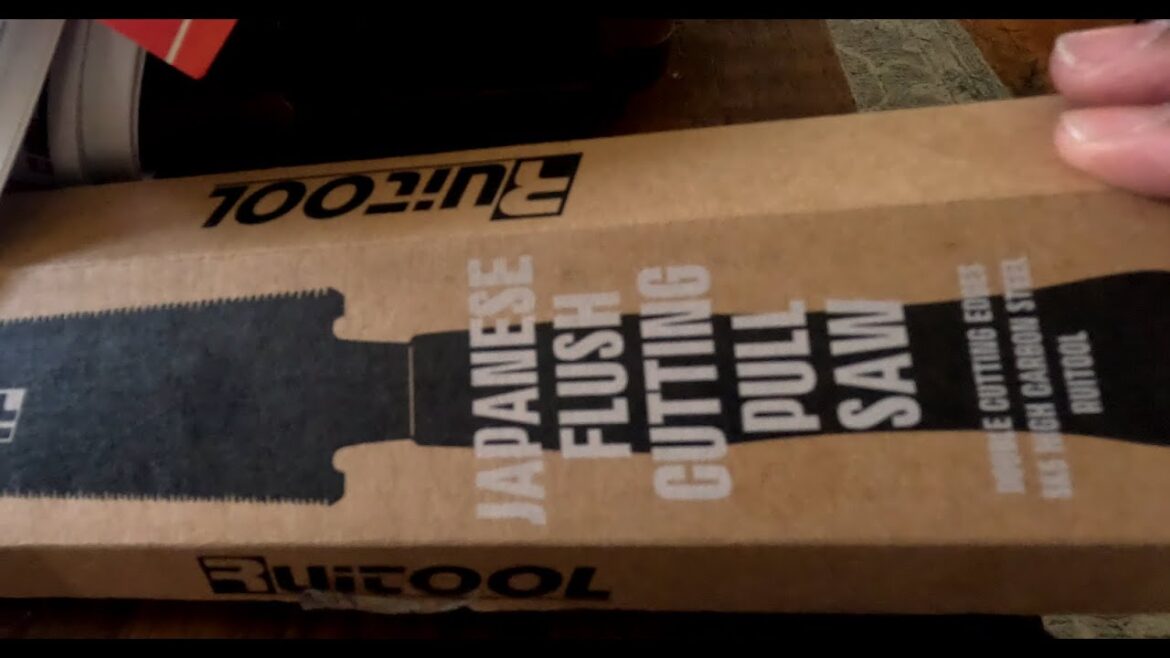 RUiTOOL
JAPANESE
FLUSH
CUTTING
PULL
SAW
DOUBLE CUTTING EDGES
SK5 HIGH CARBON STEEL
RUITOOL
RUiTOOL